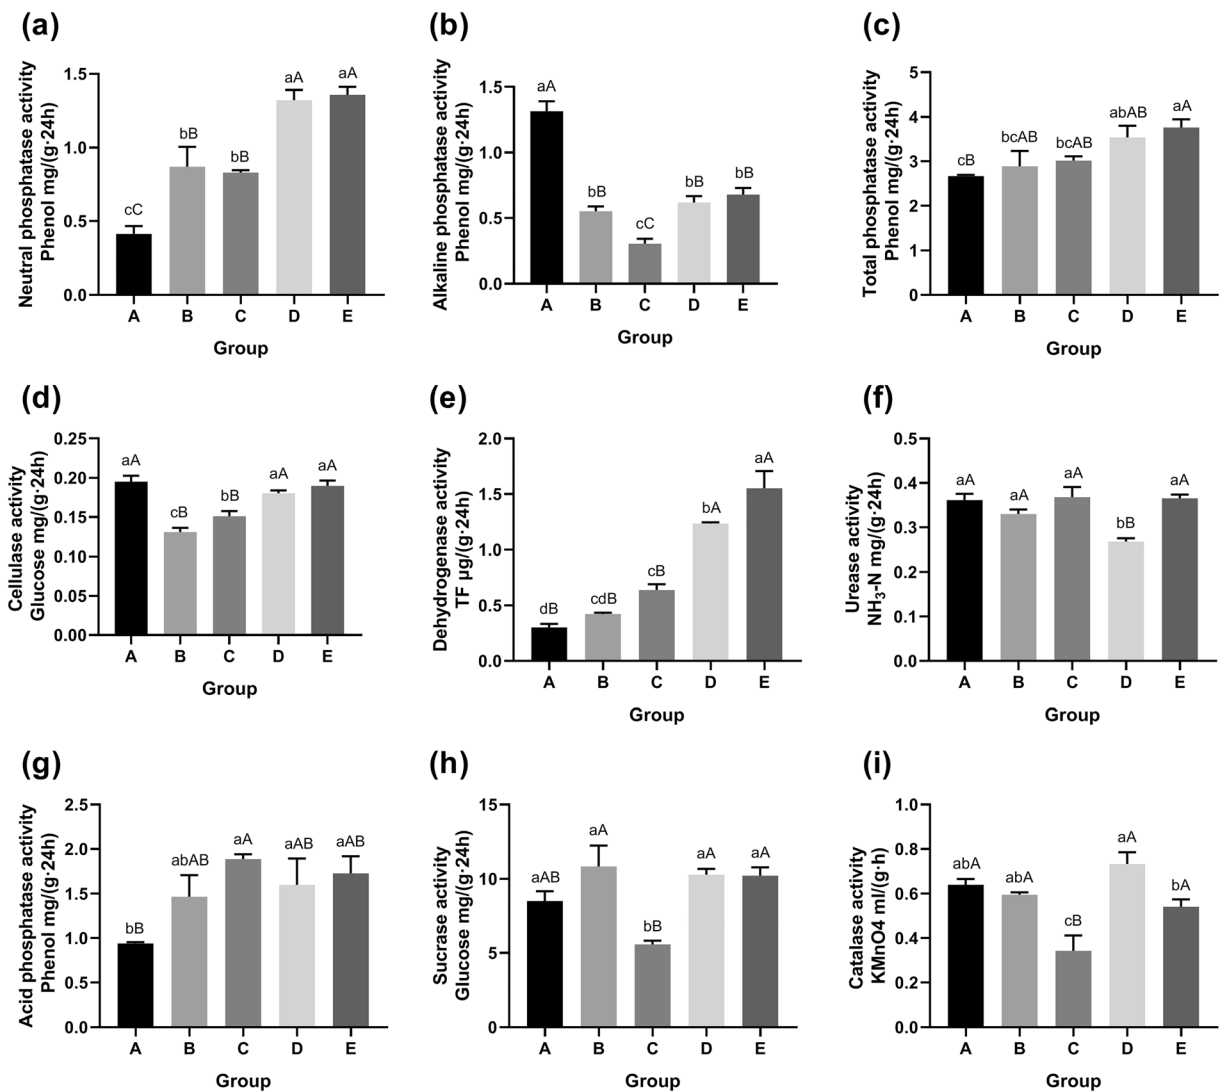 (a)
Neutral phosphatase activity
Phenol mg/(g·24h)
1.5
1.0
0.5
0.0
cC
bB
bB
aA
aA
A B C D E
Group
(b)
Alkaline phosphatase activity
Phenol mg/(g·24h)
1.5
1.0
0.5
0.0
aA
bB
cC
bB
bB
A B C D E
Group
(c)
Total phosphatase activity
Phenol mg/(g·24h)
5
4
3
2
1
0
cB
bcAB
bcAB
abAB
aA
A B C D E
Group
(d)
Cellulase activity
Glucose mg/(g·24h)
0.25
0.20
0.15
0.10
0.05
0.00
aA
cB
bB
aA
aA
A B C D E
Group
(e)
Dehydrogenase activity
TF μg/(g·24h)
2.0
1.5
1.0
0.5
0.0
dB
cdB
cB
bA
aA
A B C D E
Group
(f)
Urease activity
NH₃-N mg/(g·24h)
0.5
0.4
0.3
0.2
0.1
0.0
aA
aA
aA
bB
aA
A B C D E
Group
(g)
Acid phosphatase activity
Phenol mg/(g·24h)
2.5
2.0
1.5
1.0
0.5
0.0
bB
abAB
aA
aAB
aAB
A B C D E
Group
(h)
Sucrase activity
Glucose mg/(g·24h)
15
10
5
0
aAB
aA
bB
aA
aA
A B C D E
Group
(i)
Catalase activity
KMnO4 ml/(g·h)
1.0
0.8
0.6
0.4
0.2
0.0
abA
abA
cB
aA
bA
A B C D E
Group